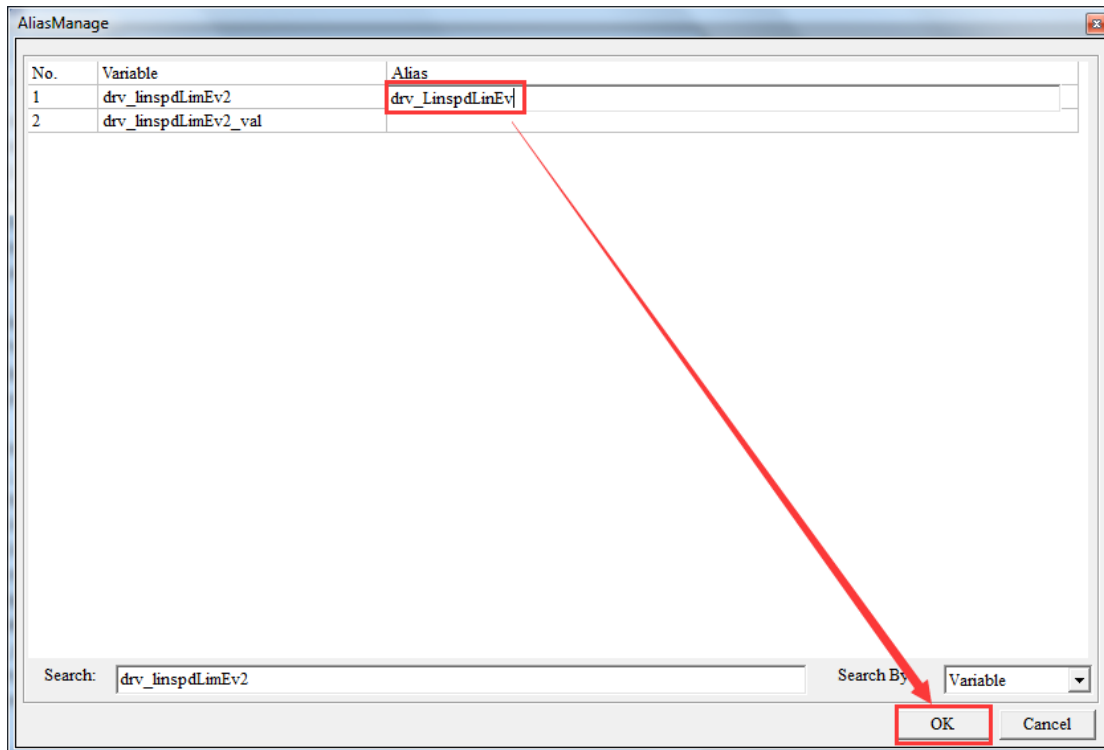 AliasManage
No. Variable Alias
1 drv_linspdLimEv2 drv_LinspdLinEv
2 drv_linspdLimEv2_val
Search: drv_linspdLimEv2 Search By Variable
OK Cancel